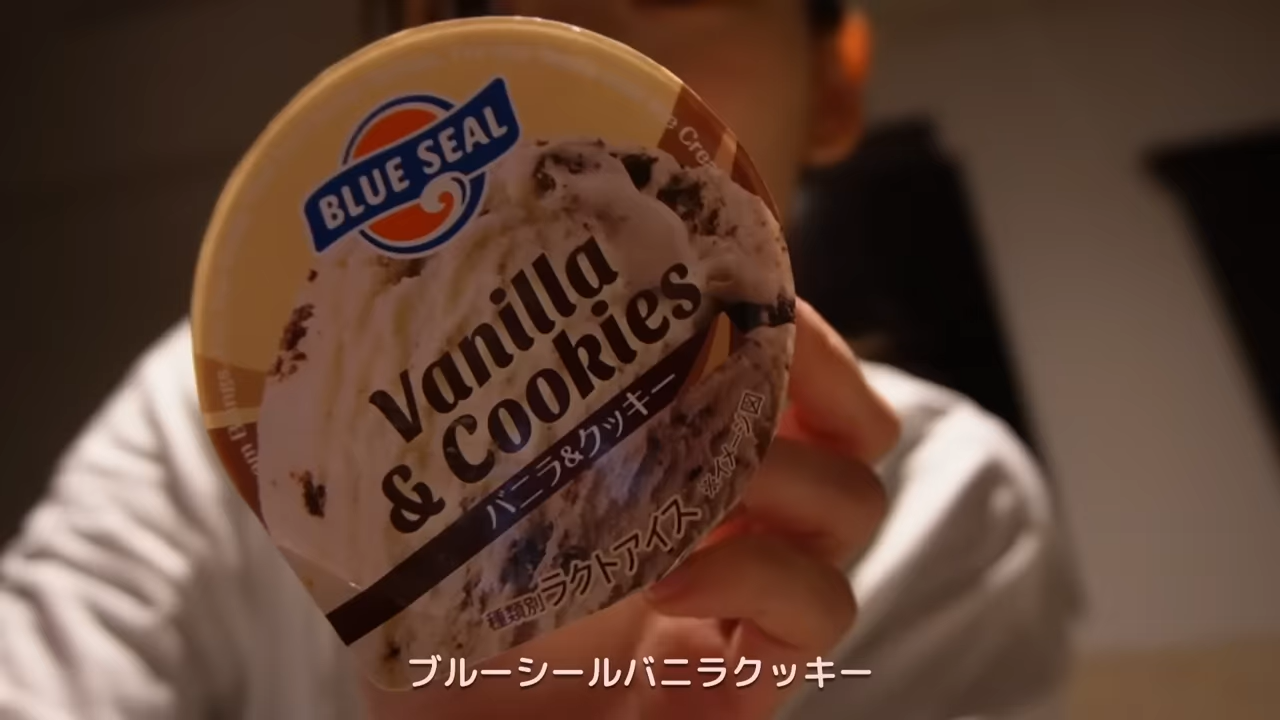 BLUE SEAL
Vanilla
& Cookies
バニラ&クッキー
※イメージ図
種類別ラクトアイス
ブルーシールバニラクッキー